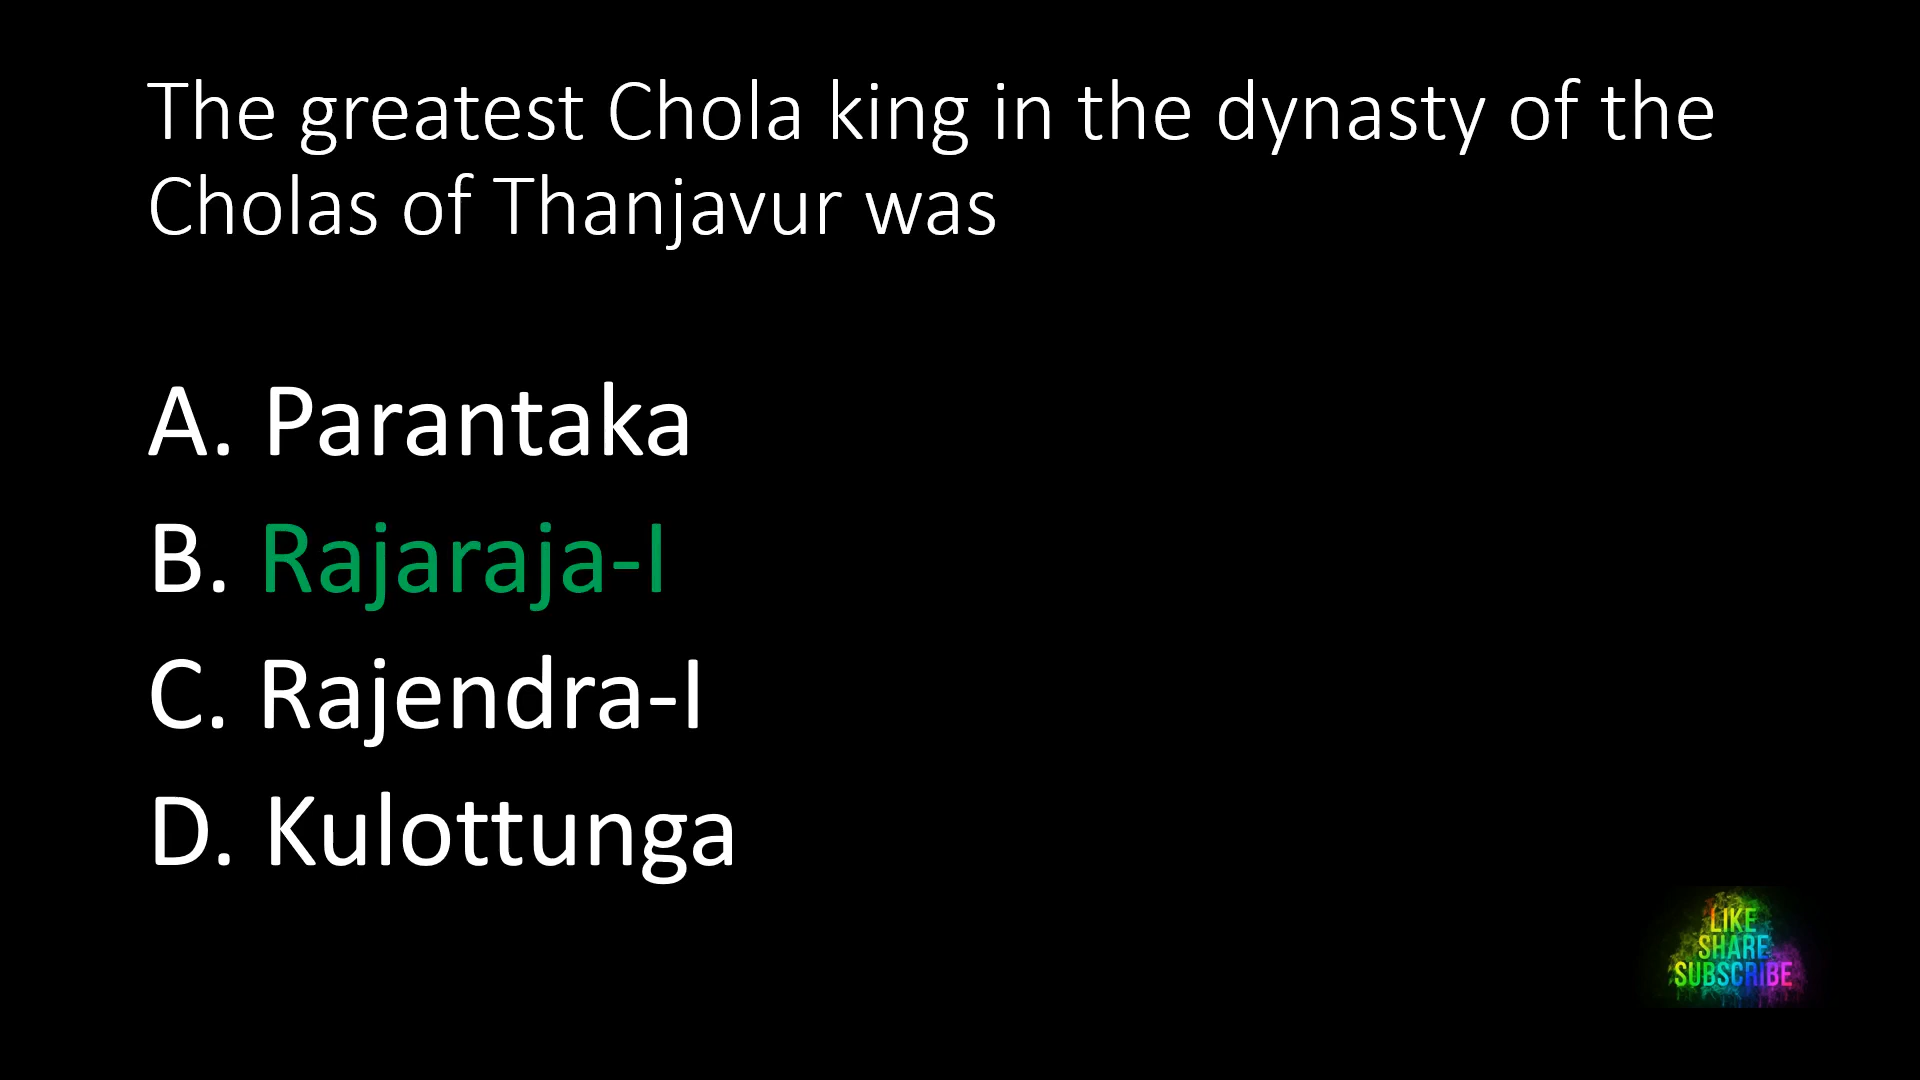 The greatest Chola king in the dynasty of the
Cholas of Thanjavur was
A. Parantaka
B. Rajaraja-I
C. Rajendra-I
D. Kulottunga
LIKE
SHARE
SUBSCRIBE